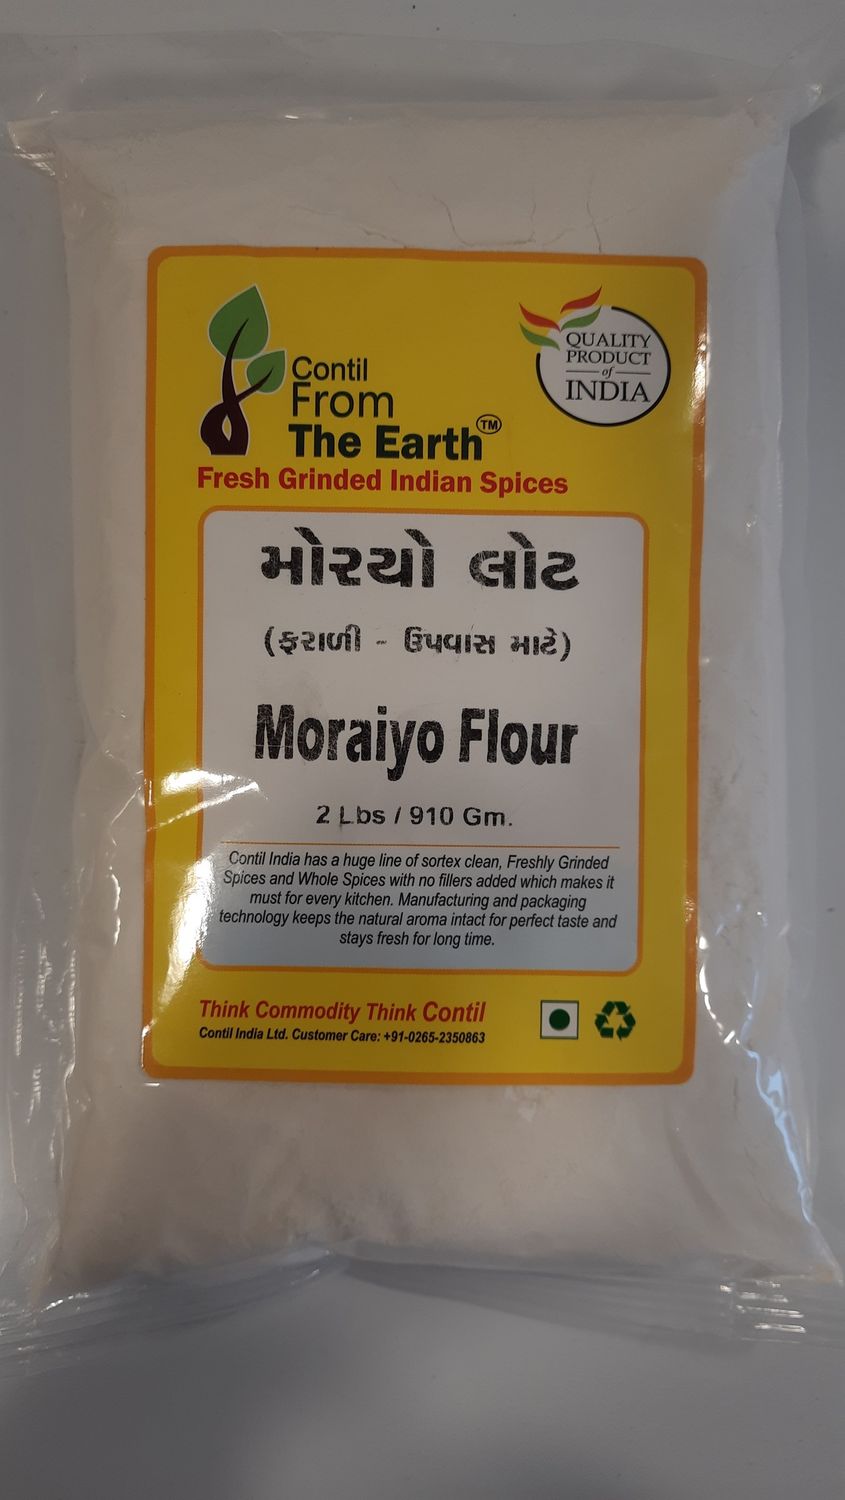 Contil
From
The Earth™
Fresh Grinded Indian Spices
QUALITY
PRODUCT
of
INDIA
મોરયો લોટ
(ફરાળી - ઉપવાસ માટે)
Moraiyo Flour
2 Lbs / 910 Gm.
Contil India has a huge line of sortex clean, Freshly Grinded
Spices and Whole Spices with no fillers added which makes it
must for every kitchen. Manufacturing and packaging
technology keeps the natural aroma intact for perfect taste and
stays fresh for long time.
Think Commodity Think Contil
Contil India Ltd. Customer Care: +91-0265-2350863